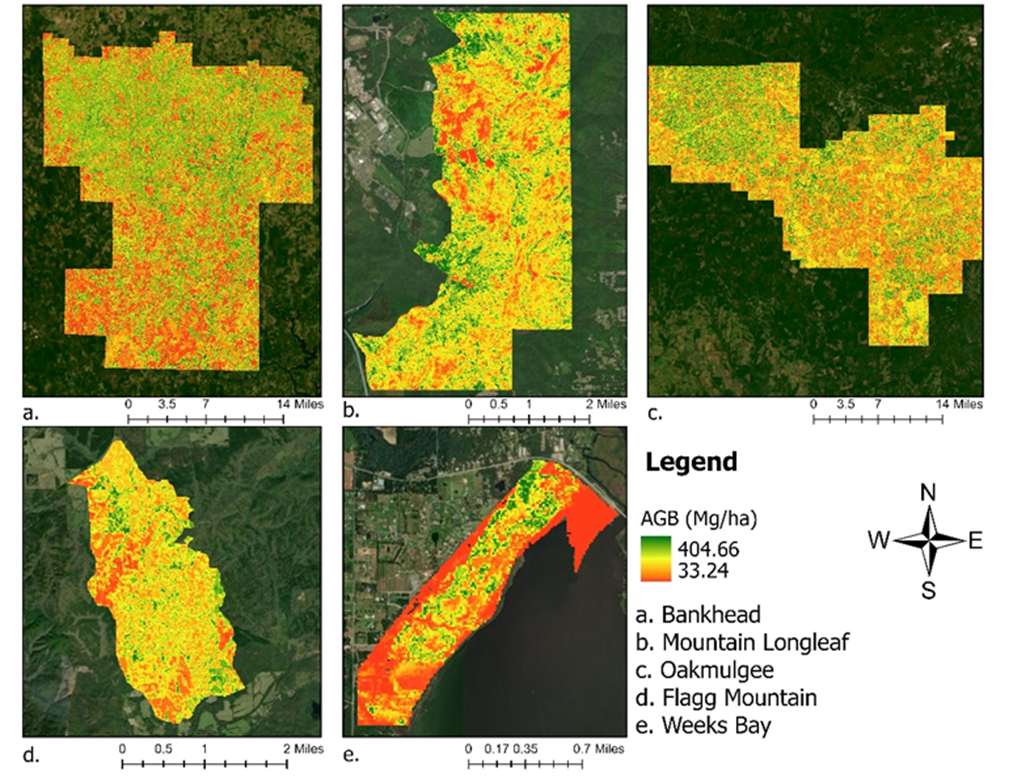 a.
0 3.5 7 14 Miles
b.
0 0.5 1 2 Miles
c.
0 3.5 7 14 Miles
d.
0 0.5 1 2 Miles
e.
0 0.17 0.35 0.7 Miles
Legend
AGB (Mg/ha)
404.66
33.24
N
W E
S
a. Bankhead
b. Mountain Longleaf
c. Oakmulgee
d. Flagg Mountain
e. Weeks Bay